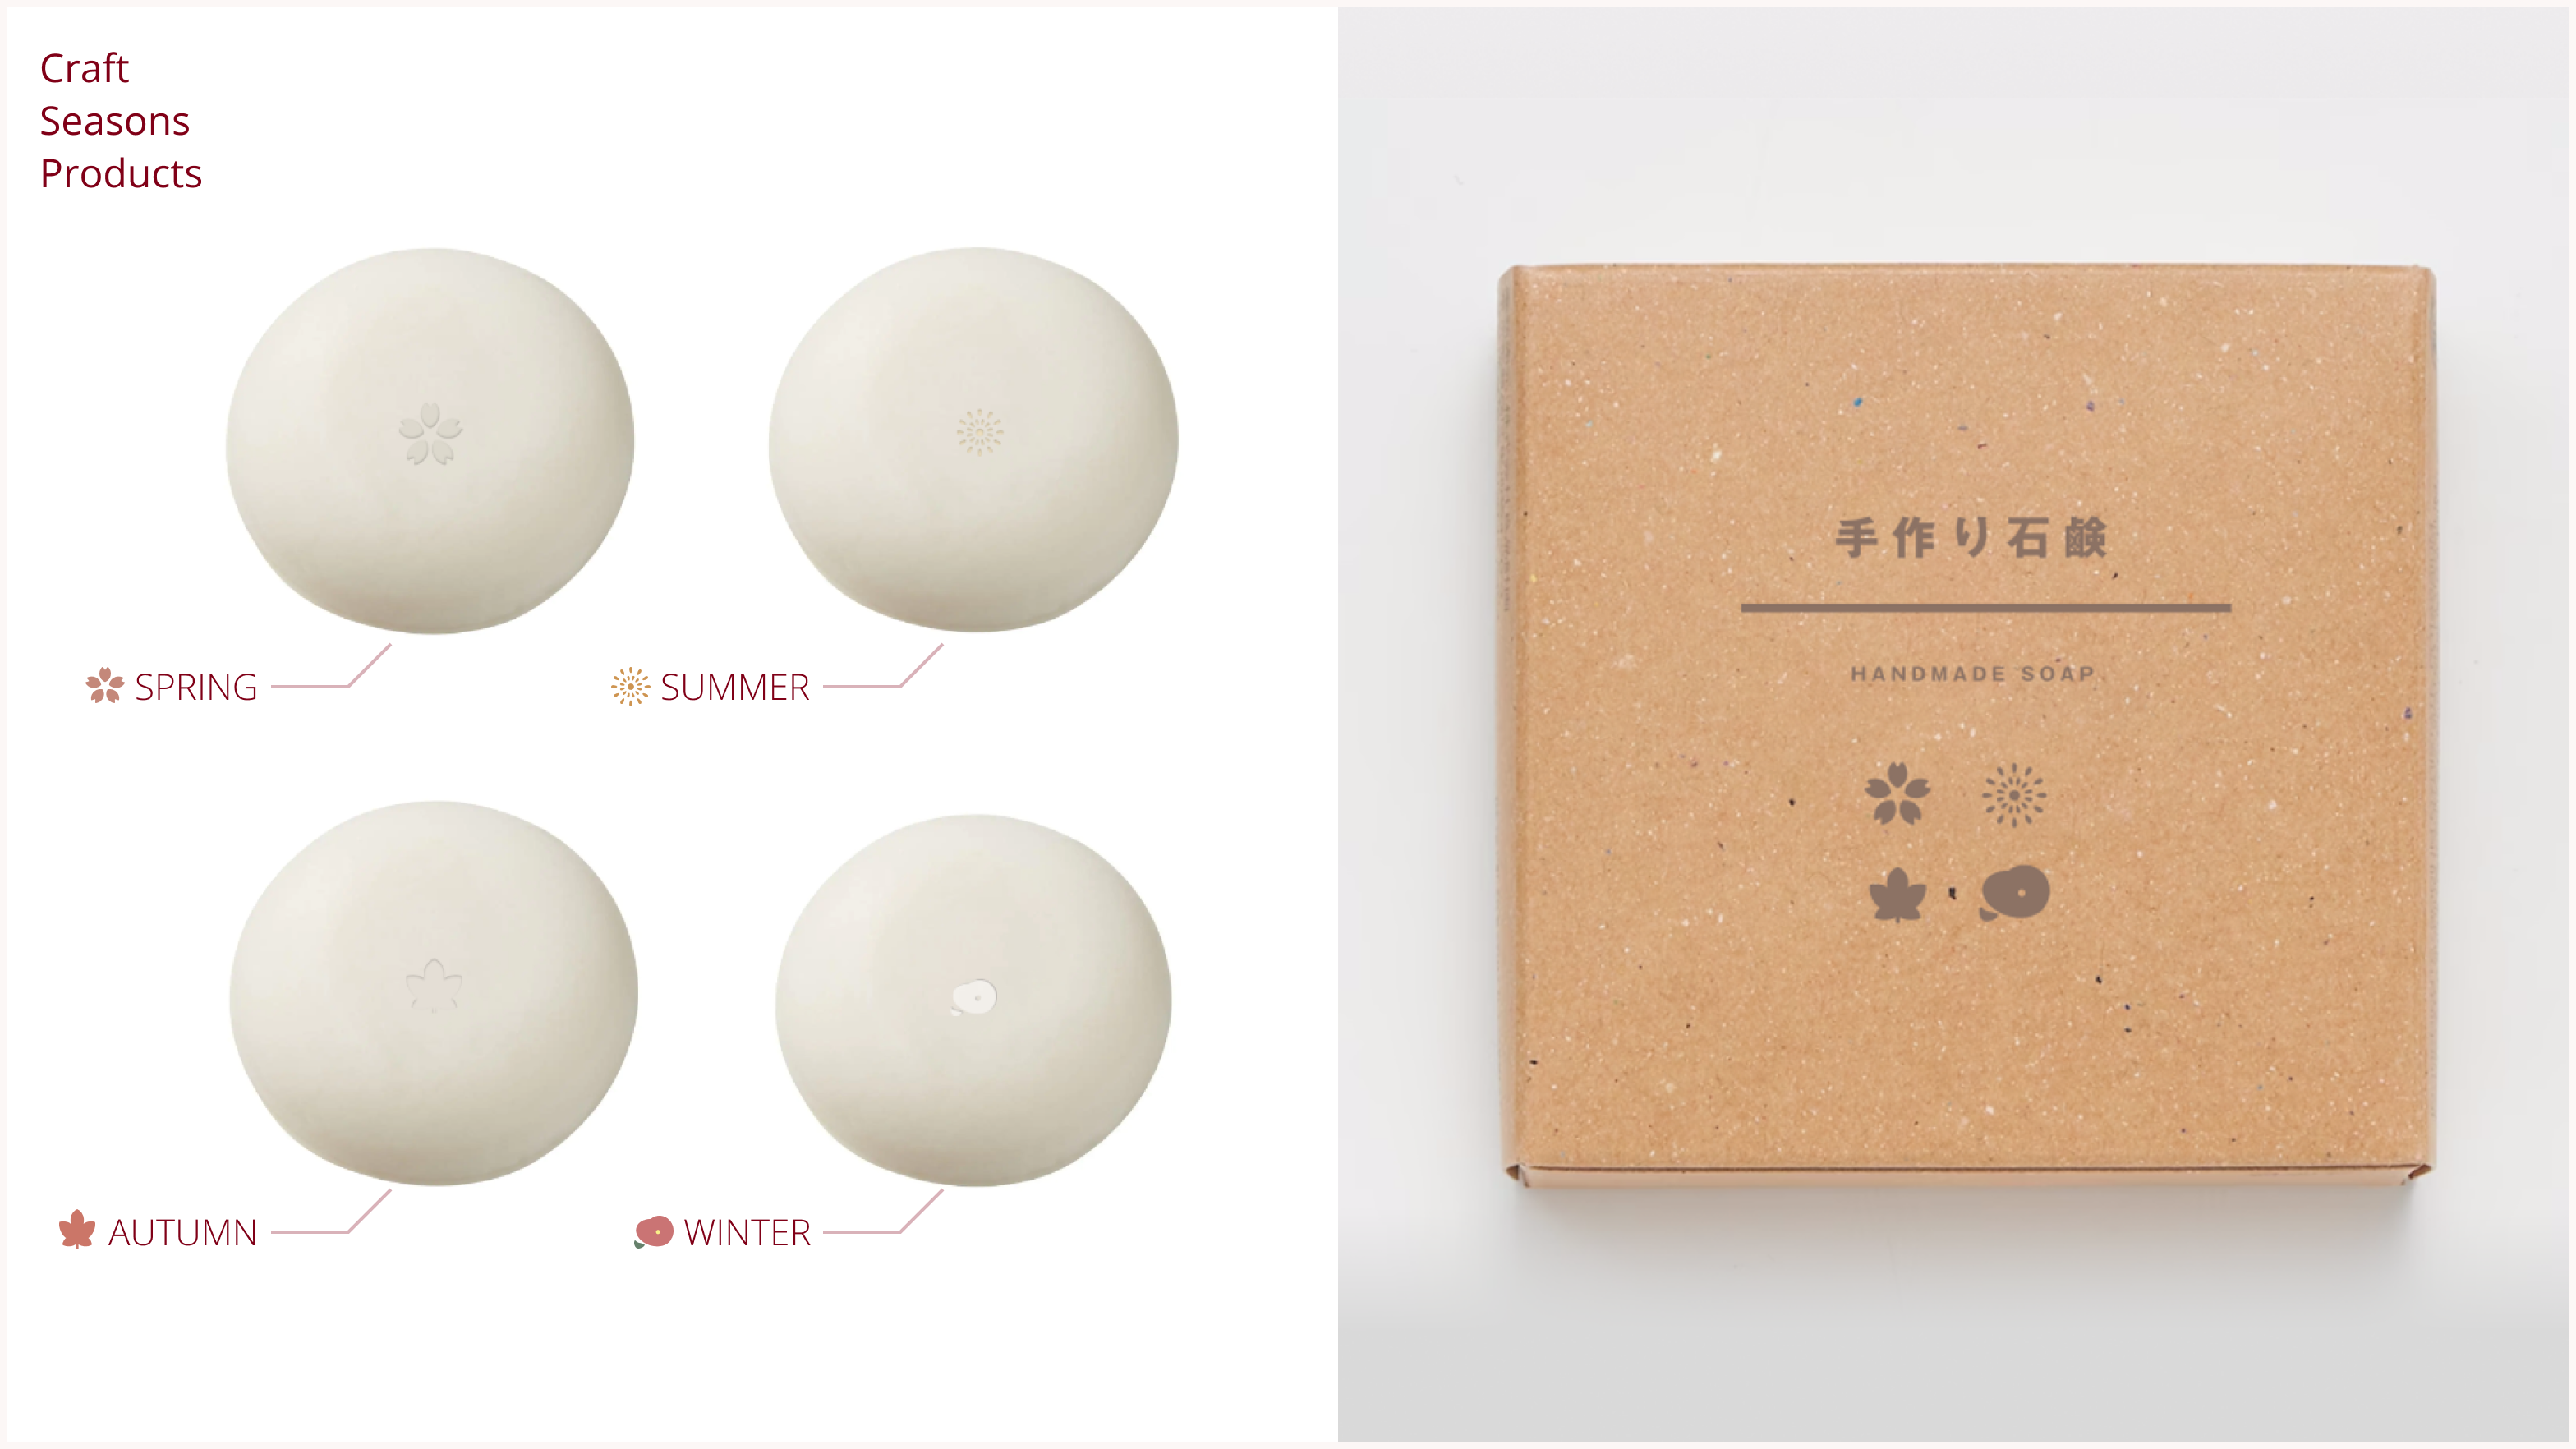 Craft
Seasons
Products
SPRING
SUMMER
AUTUMN
WINTER
手作り石鹸
HANDMADE SOAP